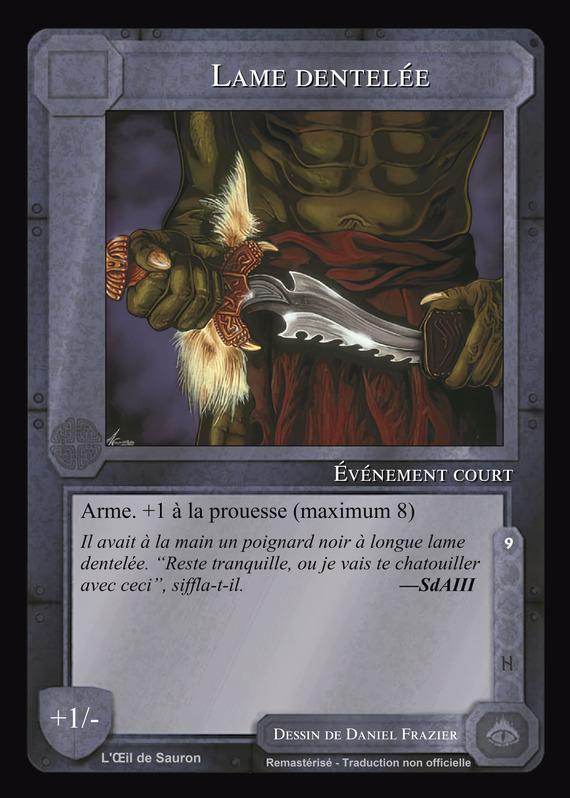 Lame dentelée
Événement court
Arme. +1 à la prouesse (maximum 8)
Il avait à la main un poignard noir à longue lame
dentelée. “Reste tranquille, ou je vais te chatouiller
avec ceci”, siffla-t-il. —SdAIII
9
+1/-
Dessin de Daniel Frazier
L'Œil de Sauron
Remastérisé - Traduction non officielle